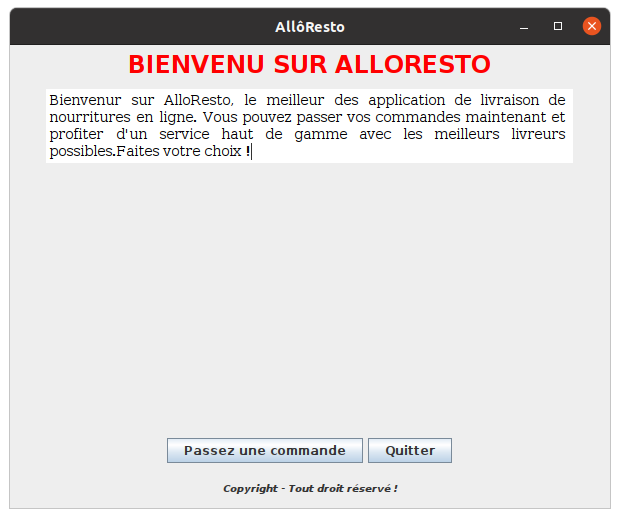 AllôResto
BIENVENU SUR ALLORESTO
Bienvenur sur AlloResto, le meilleur des application de livraison de
nourritures en ligne. Vous pouvez passer vos commandes maintenant et
profiter d'un service haut de gamme avec les meilleurs livreurs
possibles.Faites votre choix !
Passez une commande
Quitter
Copyright - Tout droit réservé !